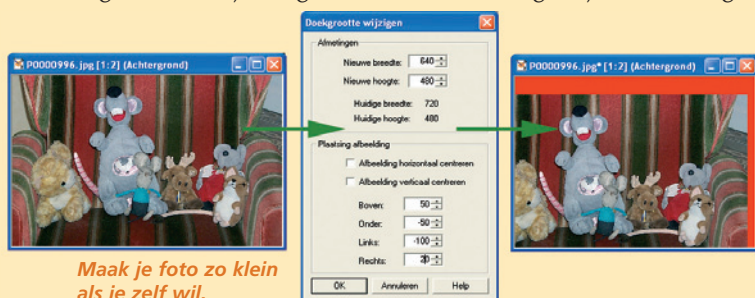 P0000996.jpg [1:2] (Achtergrond)
Maak je foto zo klein
als je zelf wil.
Doekgrootte wijzigen
Afmetingen
Nieuwe breedte: 640
Nieuwe hoogte: 480
Huidige breedte: 720
Huidige hoogte: 480
Plaatsing afbeelding
Afbeelding horizontaal centreren
Afbeelding verticaal centreren
Boven: 50
Onder: -50
Links: -100
Rechts: 20
OK Annuleren Help
P0000996.jpg* [1:2] (Achtergrond)